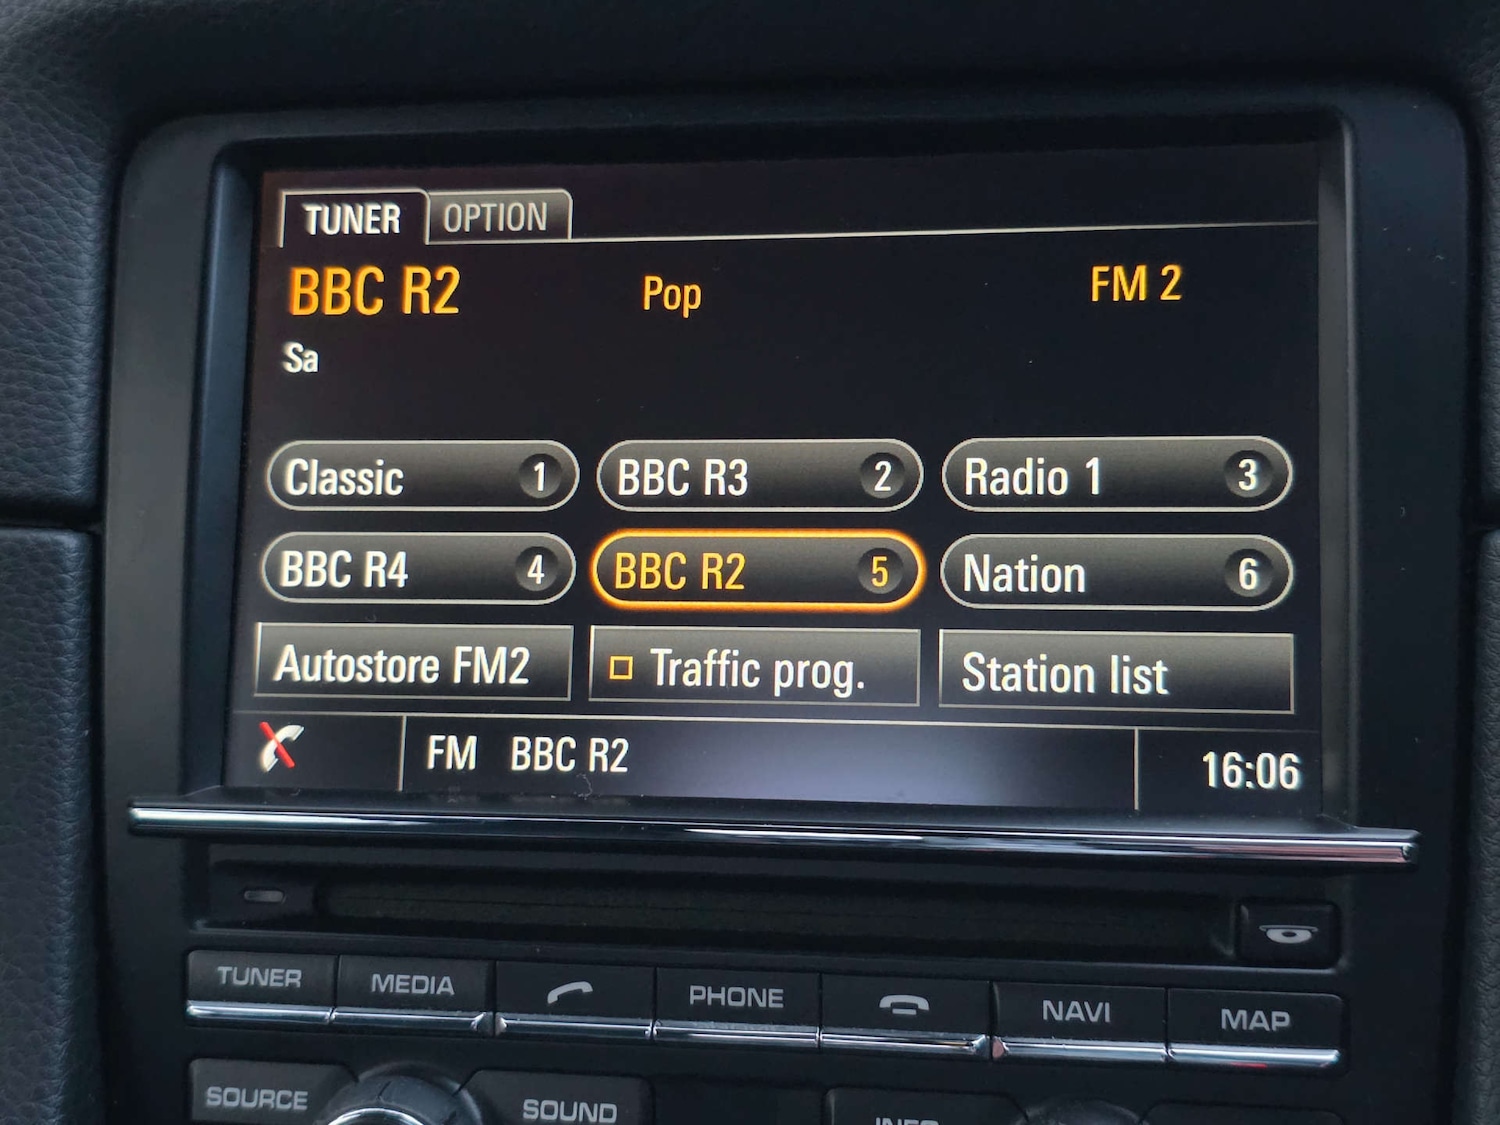 TUNER OPTION
BBC R2 Pop FM 2
Sa
Classic 1 BBC R3 2 Radio 1 3
BBC R4 4 BBC R2 5 Nation 6
Autostore FM2 Traffic prog. Station list
FM BBC R2 16:06
TUNER MEDIA PHONE NAVI MAP
SOURCE SOUND